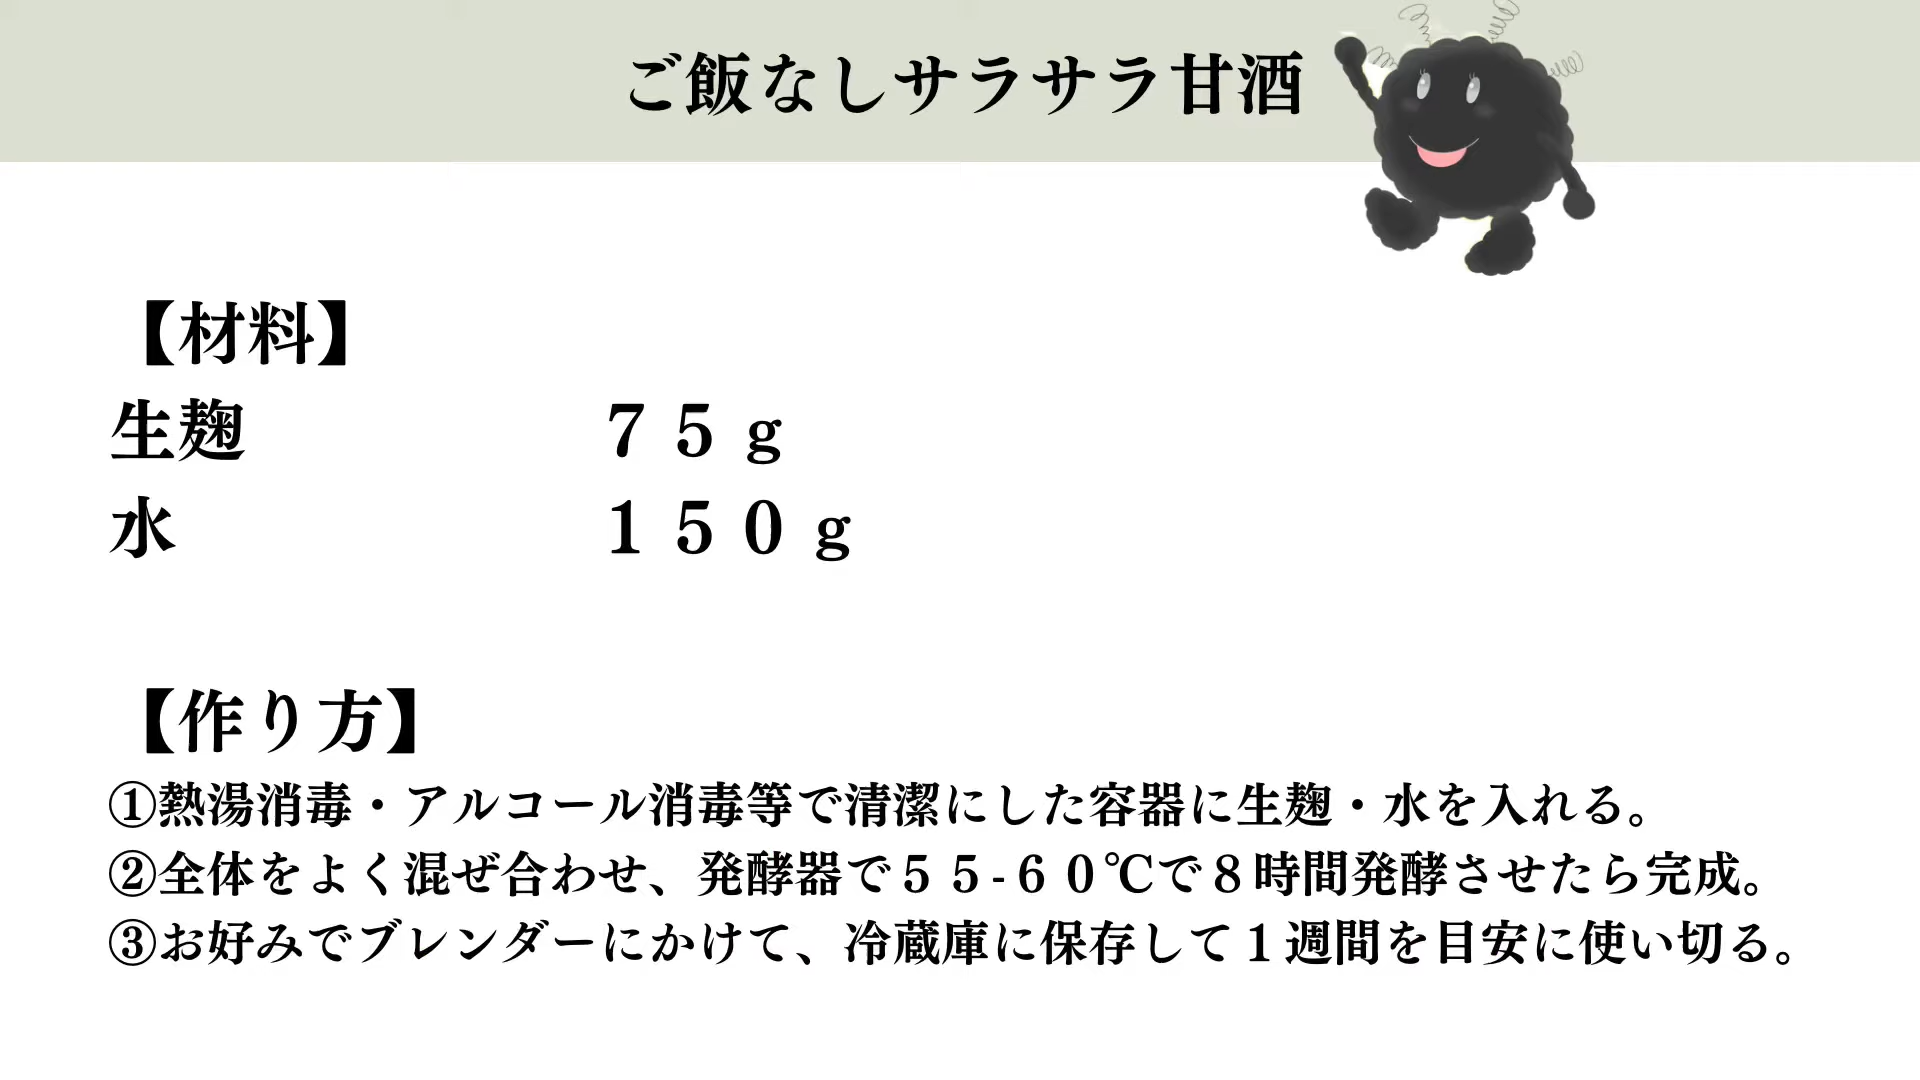 ご飯なしサラサラ甘酒
【材料】
生麹 ７５g
水 １５０g
【作り方】
①熱湯消毒・アルコール消毒等で清潔にした容器に生麹・水を入れる。
②全体をよく混ぜ合わせ、発酵器で５５-６０℃で８時間発酵させたら完成。
③お好みでブレンダーにかけて、冷蔵庫に保存して１週間を目安に使い切る。